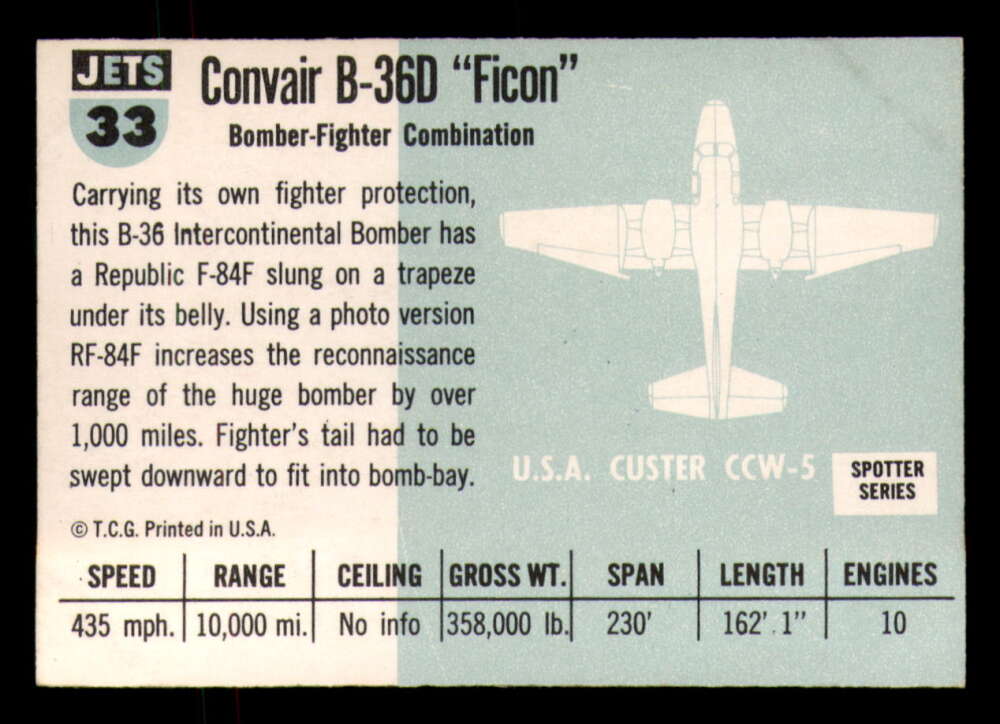 JETS
33
Convair B-36D “Ficon”
Bomber-Fighter Combination
Carrying its own fighter protection,
this B-36 Intercontinental Bomber has
a Republic F-84F slung on a trapeze
under its belly. Using a photo version
RF-84F increases the reconnaissance
range of the huge bomber by over
1,000 miles. Fighter's tail had to be
swept downward to fit into bomb-bay.
© T.C.G. Printed in U.S.A.
U.S.A. CUSTER CCW-5
SPOTTER
SERIES
SPEED RANGE CEILING GROSS WT. SPAN LENGTH ENGINES
435 mph. 10,000 mi. No info 358,000 lb. 230' 162' 1” 10